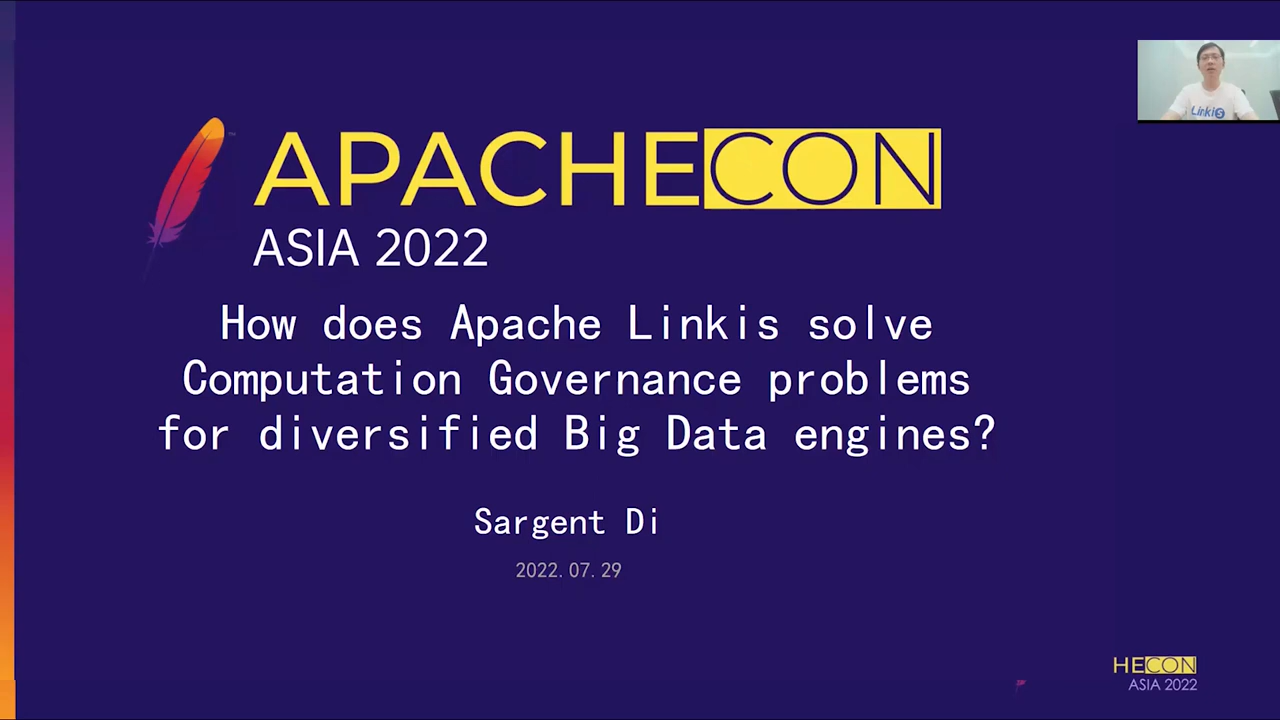 APACHECON
ASIA 2022
How does Apache Linkis solve
Computation Governance problems
for diversified Big Data engines?
Sargent Di
2022.07.29
LinkiS
HECON
ASIA 2022